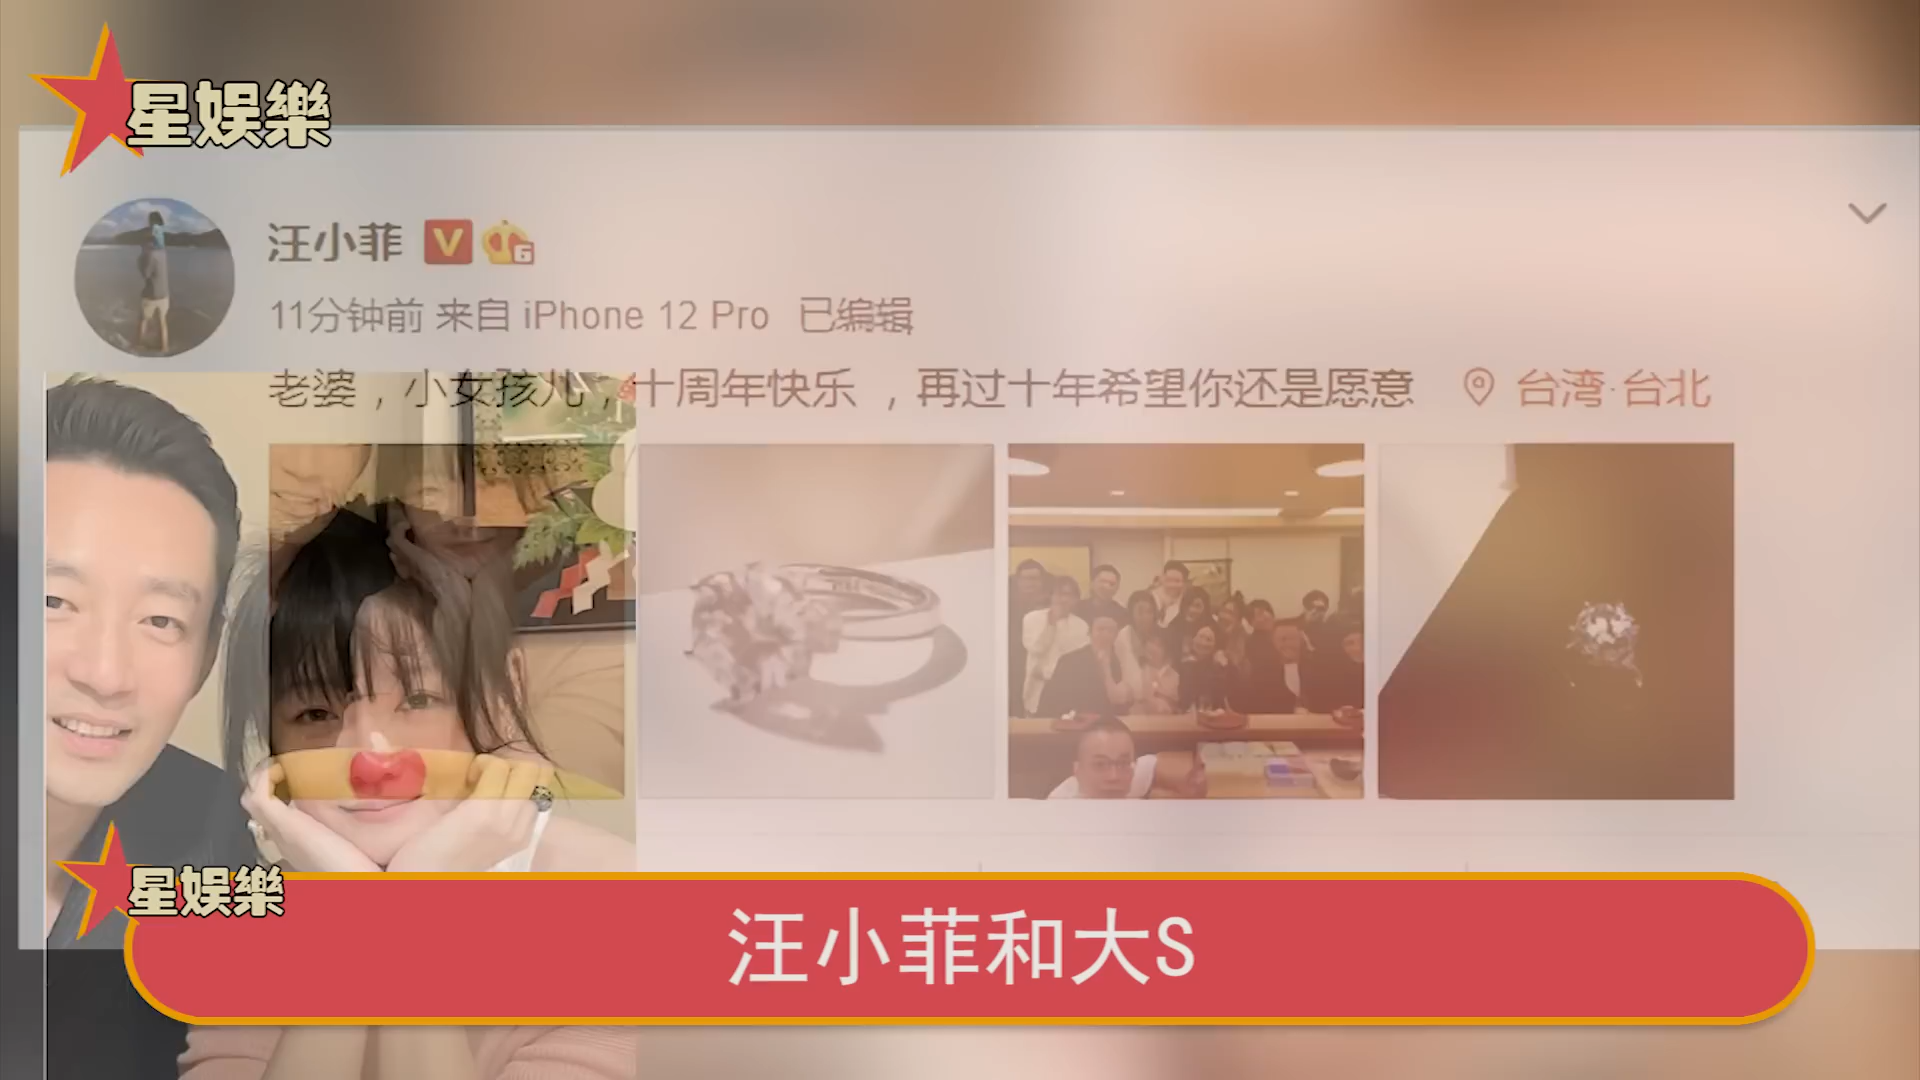 星娱樂
汪小菲
11分钟前 来自 iPhone 12 Pro 已编辑
老婆，小女孩儿，十周年快乐 ，再过十年希望你还是愿意 台湾·台北
星娱樂
汪小菲和大S